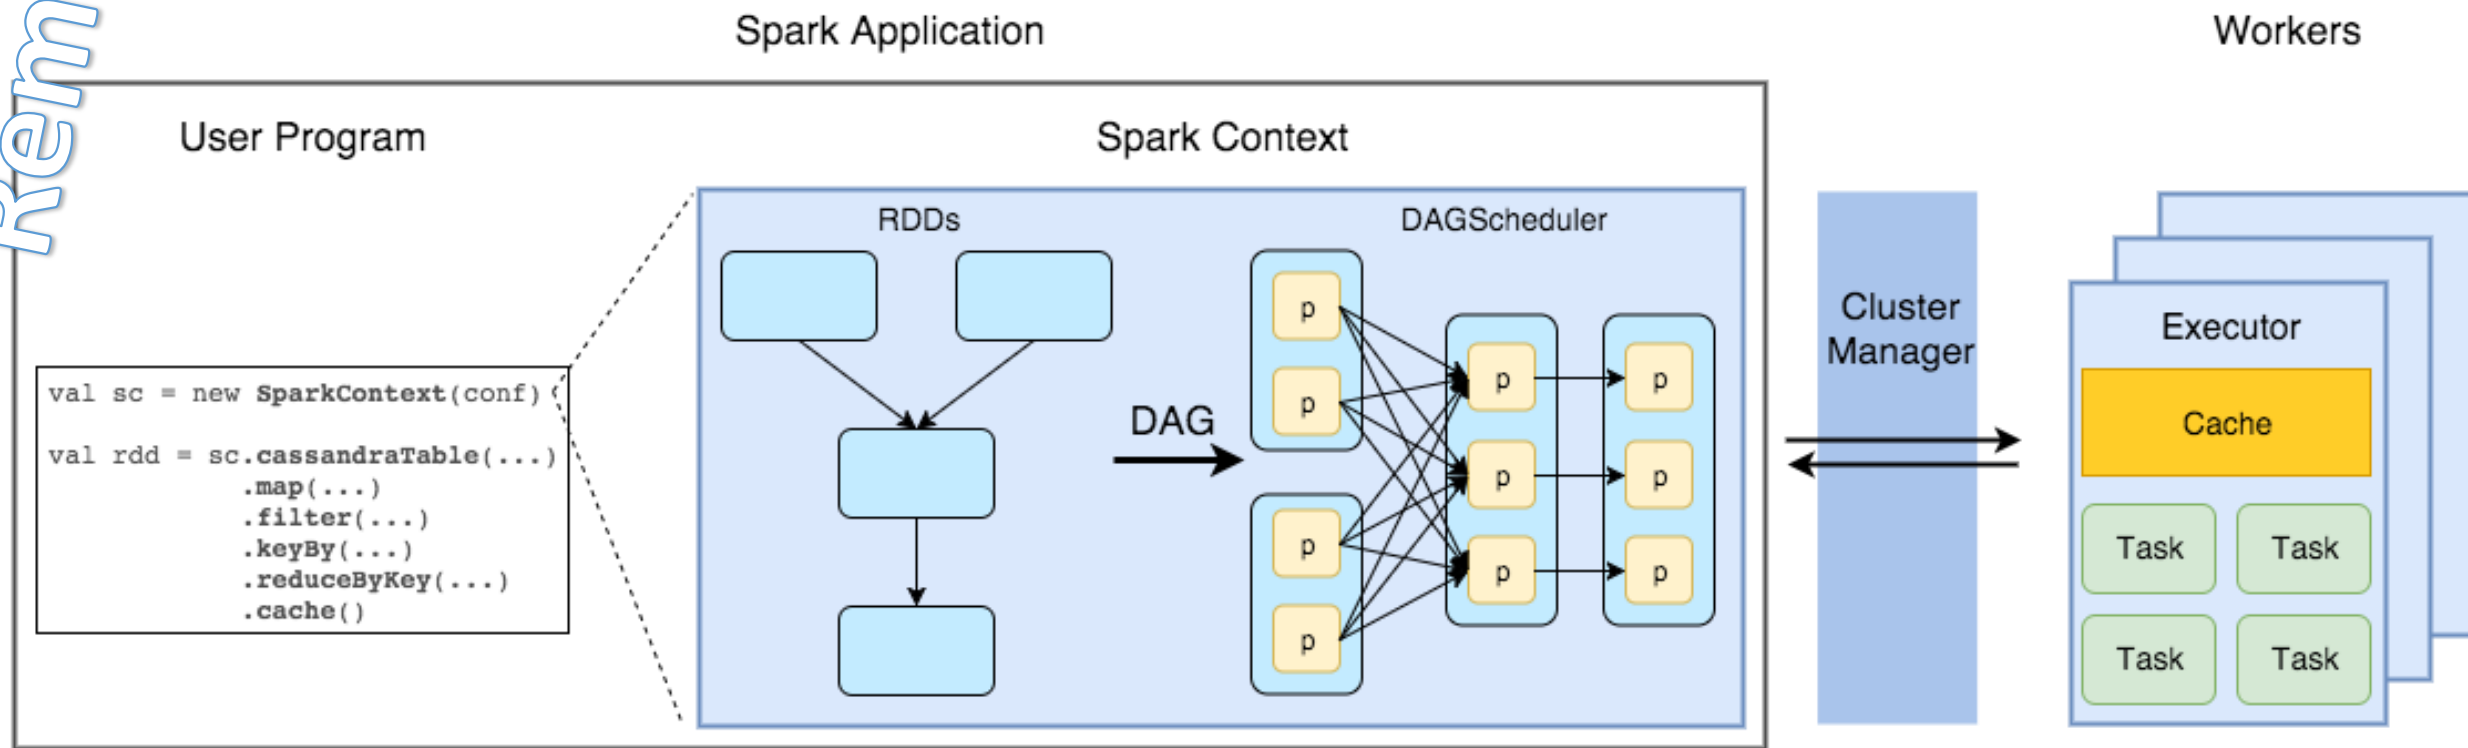 Spark Application
Workers
Rem
User Program
Spark Context
val sc = new SparkContext(conf)
val rdd = sc.cassandraTable(...)
.map(...)
.filter(...)
.keyBy(...)
.reduceByKey(...)
.cache()
RDDs
DAG
DAGScheduler
p
p
p
p
p
p
p
p
p
p
Cluster
Manager
Executor
Cache
Task Task
Task Task